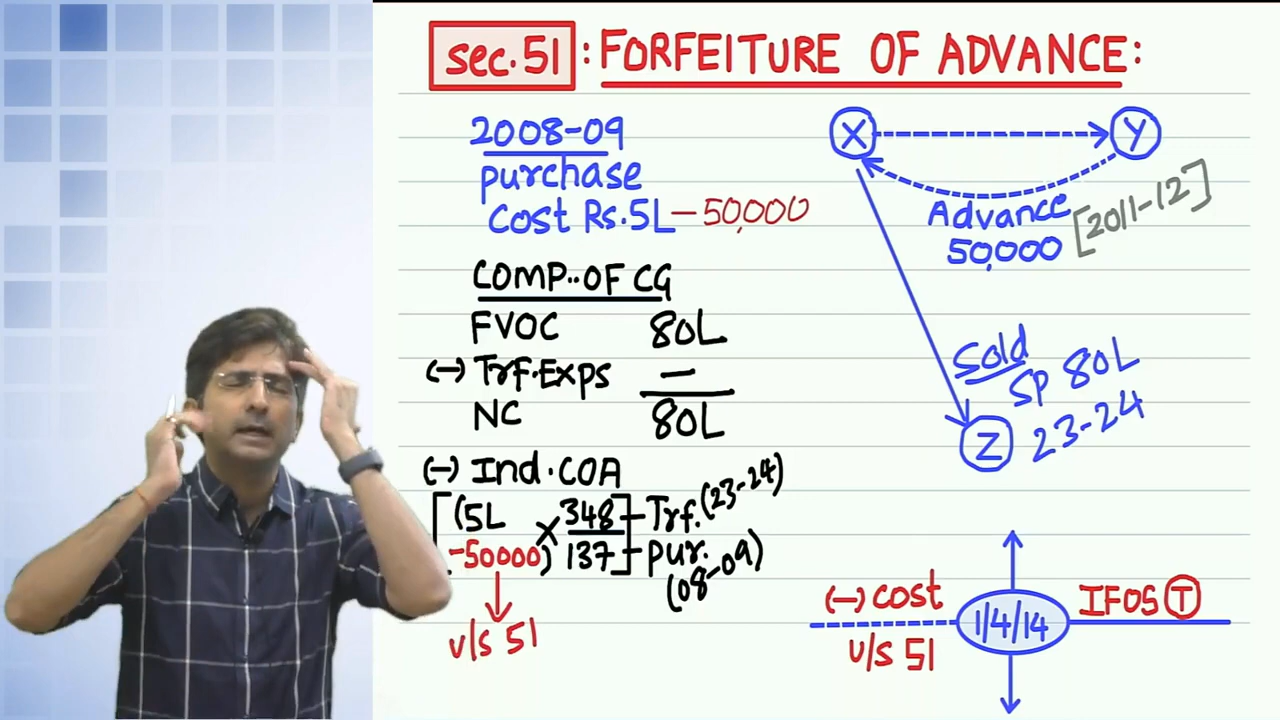 sec.51 : FORFEITURE OF ADVANCE:
2008-09
purchase
cost Rs.5L - 50,000
X
Y
Advance
50,000
[2011-12]
COMP..OF CG
FVOC 80L
(-) Trf.Exps —
NC 80L
(-) Ind.COA
[(5L
-50000) × 348/137]
Trf. (23-24)
pur. (08-09)
u/s 51
Sold
SP 80L
23-24
Z
(-) cost
u/s 51
1/4/14
IFOS T